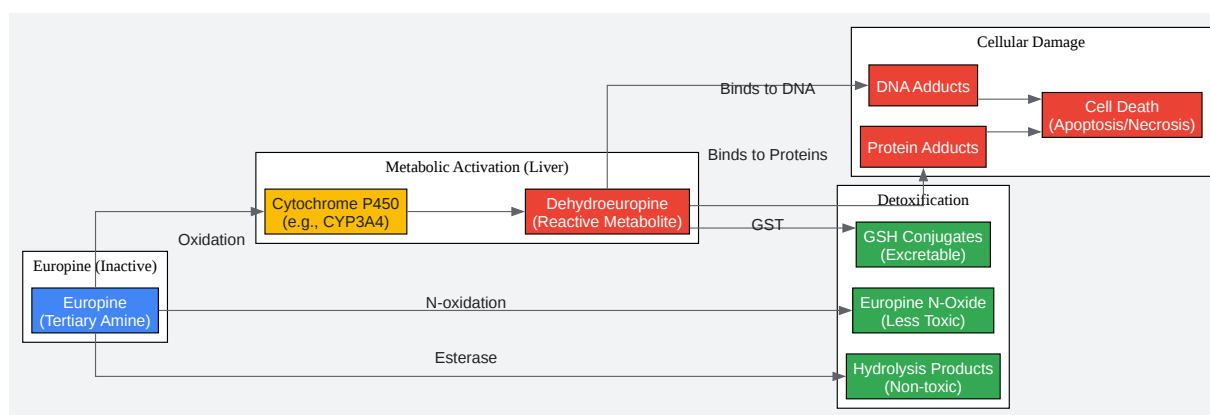 Cellular Damage
Binds to DNA
DNA Adducts
Cell Death
(Apoptosis/Necrosis)
Protein Adducts
Binds to Proteins
Metabolic Activation (Liver)
Detoxification
Cytochrome P450
(e.g., CYP3A4)
Dehydroeuropine
(Reactive Metabolite)
Oxidation
GST
GSH Conjugates
(Excretable)
Europine (Inactive)
Europine
(Tertiary Amine)
N-oxidation
Europine N-Oxide
(Less Toxic)
Esterase
Hydrolysis Products
(Non-toxic)